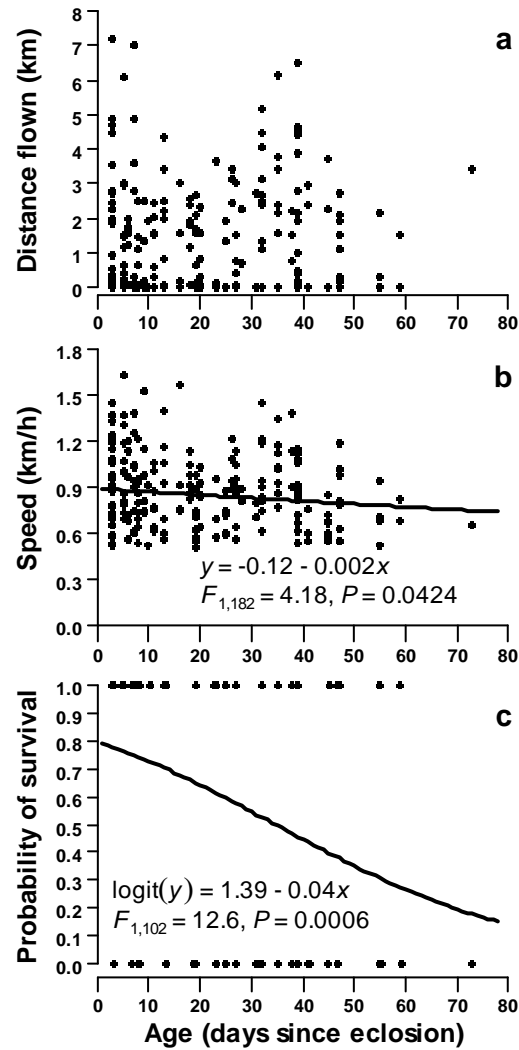 a
Distance flown (km)
8
7
6
5
4
3
2
1
0
0 10 20 30 40 50 60 70 80
b
Speed (km/h)
1.8
1.5
1.2
0.9
0.6
0.3
0.0
y = -0.12 - 0.002x
F1,182 = 4.18, P = 0.0424
0 10 20 30 40 50 60 70 80
c
Probability of survival
1.0
0.9
0.8
0.7
0.6
0.5
0.4
0.3
0.2
0.1
0.0
logit(y) = 1.39 - 0.04x
F1,102 = 12.6, P = 0.0006
0 10 20 30 40 50 60 70 80
Age (days since eclosion)